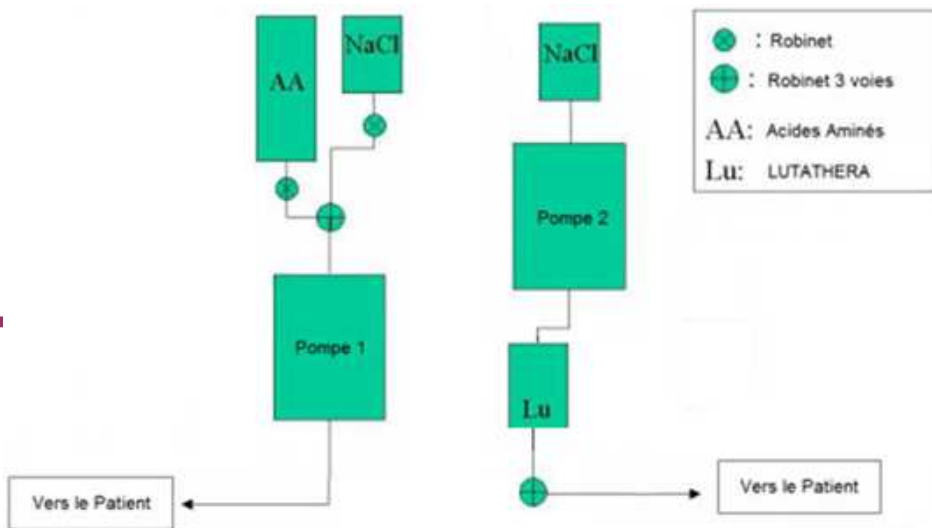 AA
NaCl
Pompe 1
Vers le Patient
NaCl
Pompe 2
Lu
Vers le Patient
: Robinet
: Robinet 3 voies
AA: Acides Aminés
Lu: LUTATHERA